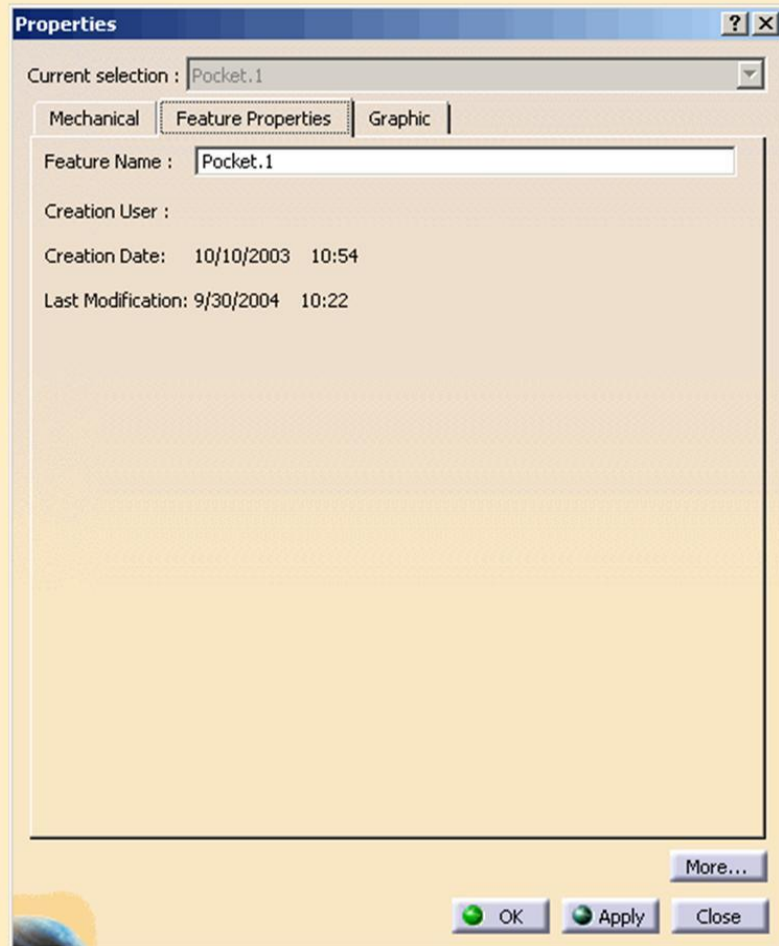 Properties ? X
Current selection : Pocket.1
Mechanical Feature Properties Graphic
Feature Name : Pocket.1
Creation User :
Creation Date: 10/10/2003 10:54
Last Modification: 9/30/2004 10:22
More...
OK Apply Close